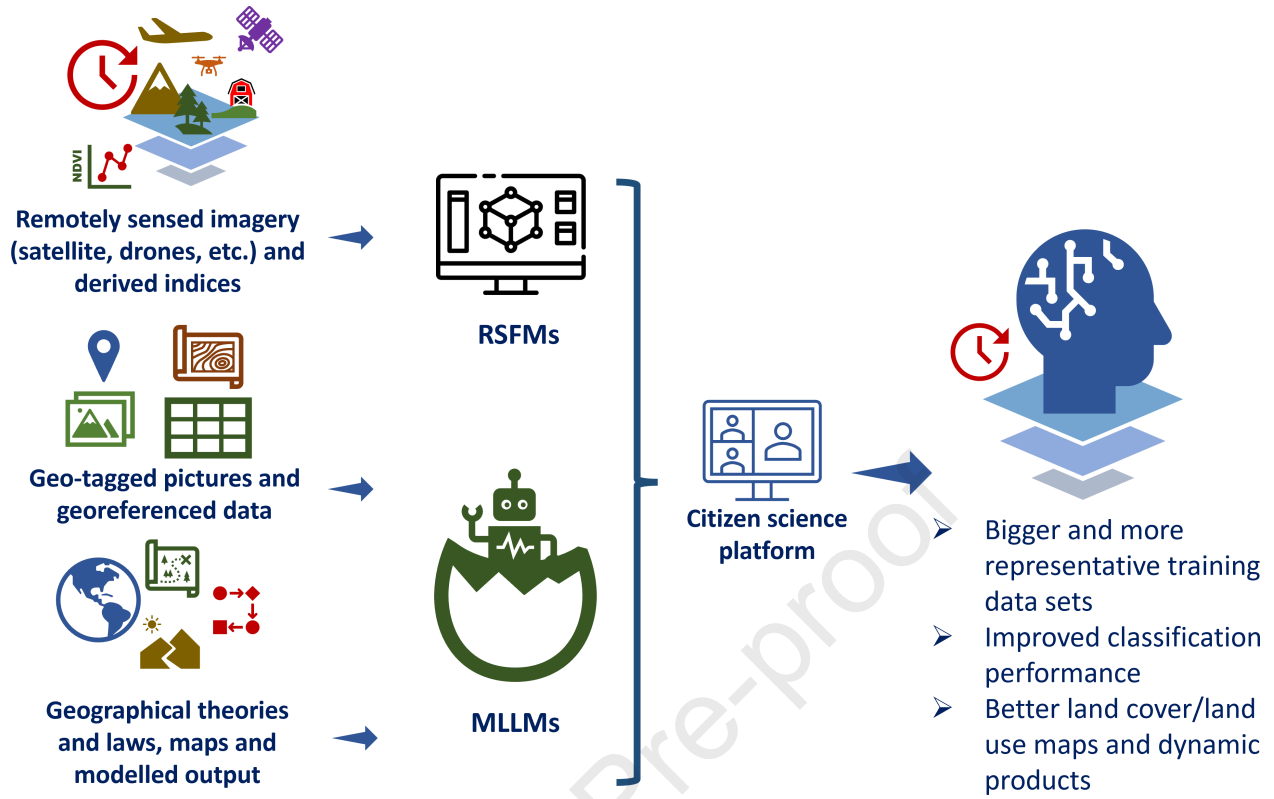 NDVI
Remotely sensed imagery
(satellite, drones, etc.) and
derived indices
RSFMs
Geo-tagged pictures and
georeferenced data
Geographical theories
and laws, maps and
modelled output
MLLMs
Citizen science
platform
➢ Bigger and more
representative training
data sets
➢ Improved classification
performance
➢ Better land cover/land
use maps and dynamic
products
Pre-proof